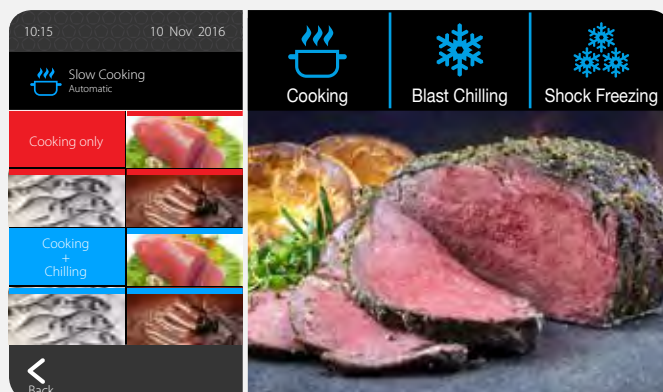 10:15 10 Nov 2016
Slow Cooking
Automatic
Cooking only
Cooking
+
Chilling
Back
Cooking Blast Chilling Shock Freezing